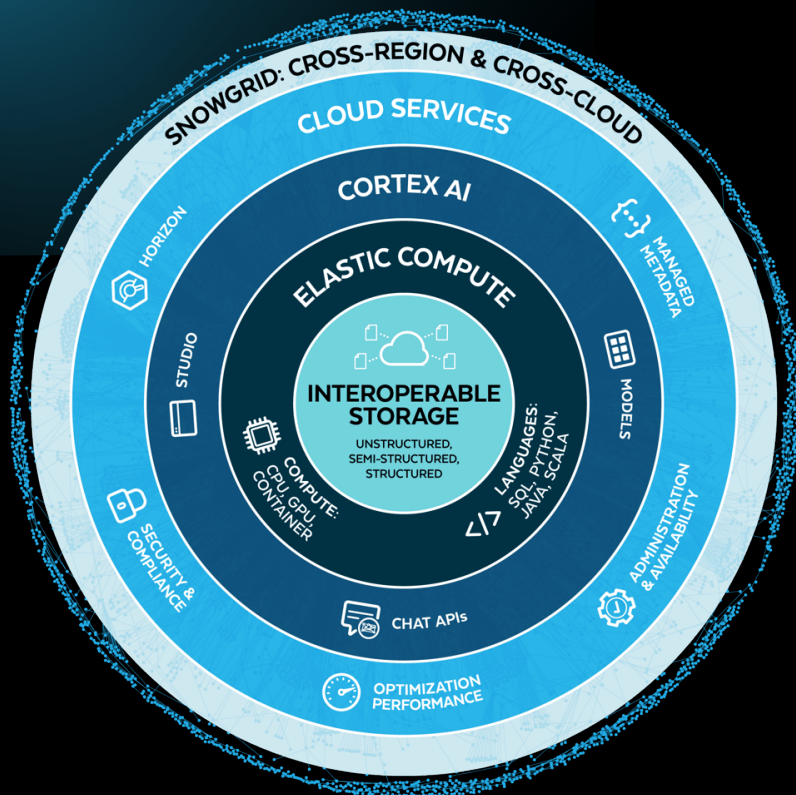 SNOWGRID: CROSS-REGION & CROSS-CLOUD
CLOUD SERVICES
HORIZON
MANAGED
METADATA
SECURITY &
COMPLIANCE
ADMINISTRATION
& AVAILABILITY
OPTIMIZATION
PERFORMANCE
CORTEX AI
STUDIO
MODELS
CHAT APIs
ELASTIC COMPUTE
COMPUTE:
CPU, GPU,
CONTAINER
</>
LANGUAGES:
SQL, PYTHON,
JAVA, SCALA
INTEROPERABLE
STORAGE
UNSTRUCTURED,
SEMI-STRUCTURED,
STRUCTURED